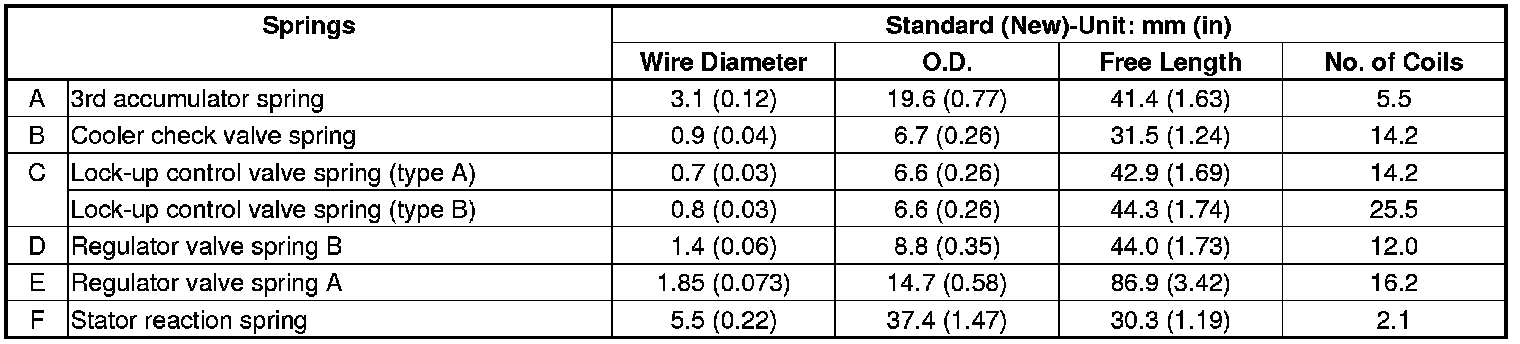 Springs Standard (New)-Unit: mm (in)
Wire Diameter O.D. Free Length No. of Coils
A 3rd accumulator spring 3.1 (0.12) 19.6 (0.77) 41.4 (1.63) 5.5
B Cooler check valve spring 0.9 (0.04) 6.7 (0.26) 31.5 (1.24) 14.2
C Lock-up control valve spring (type A) 0.7 (0.03) 6.6 (0.26) 42.9 (1.69) 14.2
Lock-up control valve spring (type B) 0.8 (0.03) 6.6 (0.26) 44.3 (1.74) 25.5
D Regulator valve spring B 1.4 (0.06) 8.8 (0.35) 44.0 (1.73) 12.0
E Regulator valve spring A 1.85 (0.073) 14.7 (0.58) 86.9 (3.42) 16.2
F Stator reaction spring 5.5 (0.22) 37.4 (1.47) 30.3 (1.19) 2.1